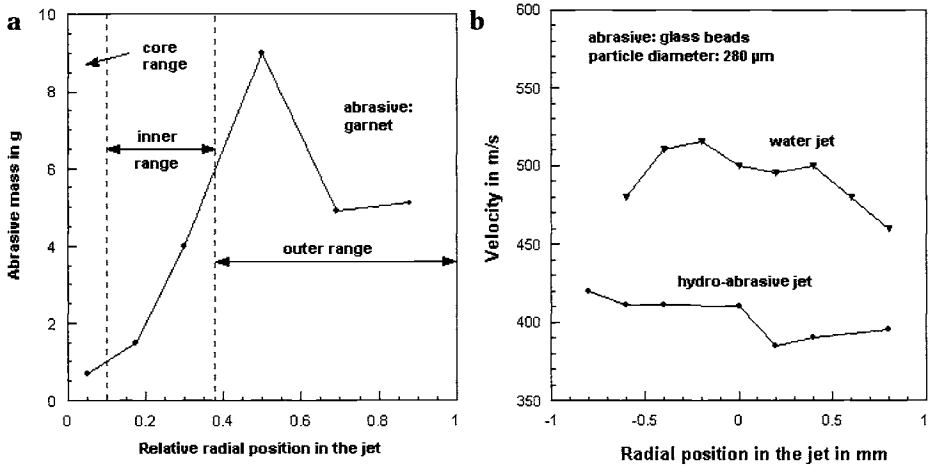 a
Abrasive mass in g
10
8
6
4
2
0
core
range
inner
range
abrasive:
garnet
outer range
0
0.2
0.4
0.6
0.8
1
Relative radial position in the jet
b
Velocity in m/s
600
550
500
450
400
350
abrasive: glass beads
particle diameter: 280 µm
water jet
hydro-abrasive jet
-1
-0.5
0
0.5
1
Radial position in the jet in mm